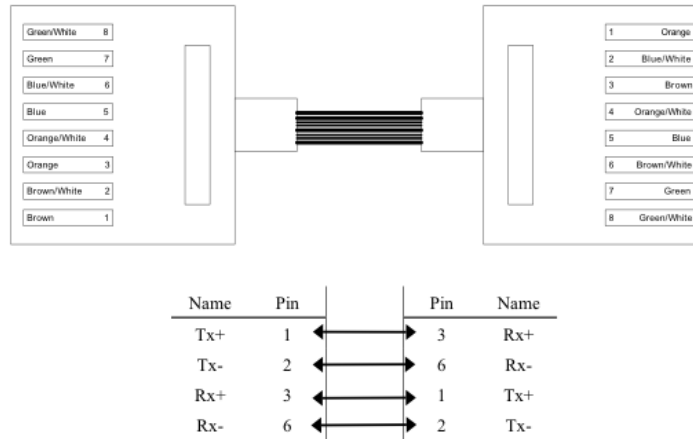 Green/White 8
Green 7
Blue/White 6
Blue 5
Orange/White 4
Orange 3
Brown/White 2
Brown 1
1 Orange
2 Blue/White
3 Brown
4 Orange/White
5 Blue
6 Brown/White
7 Green
8 Green/White
Name Pin Pin Name
Tx+ 1 3 Rx+
Tx- 2 6 Rx-
Rx+ 3 1 Tx+
Rx- 6 2 Tx-